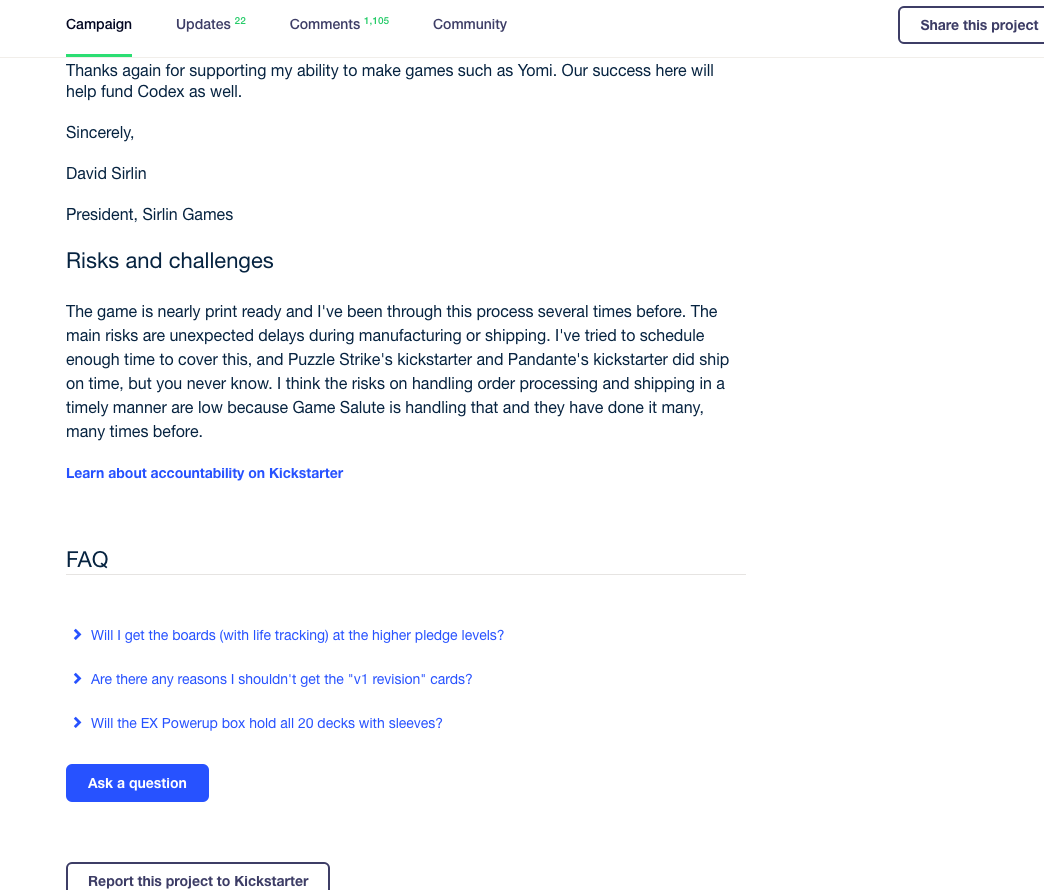 Campaign Updates 22 Comments 1,105 Community Share this project
Thanks again for supporting my ability to make games such as Yomi. Our success here will
help fund Codex as well.
Sincerely,
David Sirlin
President, Sirlin Games
Risks and challenges
The game is nearly print ready and I've been through this process several times before. The
main risks are unexpected delays during manufacturing or shipping. I've tried to schedule
enough time to cover this, and Puzzle Strike's kickstarter and Pandante's kickstarter did ship
on time, but you never know. I think the risks on handling order processing and shipping in a
timely manner are low because Game Salute is handling that and they have done it many,
many times before.
Learn about accountability on Kickstarter
FAQ
Will I get the boards (with life tracking) at the higher pledge levels?
Are there any reasons I shouldn't get the "v1 revision" cards?
Will the EX Powerup box hold all 20 decks with sleeves?
Ask a question
Report this project to Kickstarter